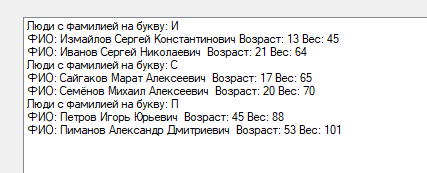 Люди с фамилией на букву: И
ФИО: Измайлов Сергей Константинович Возраст: 13 Вес: 45
ФИО: Иванов Сергей Николаевич  Возраст: 21 Вес: 64
Люди с фамилией на букву: С
ФИО: Сайгаков Марат Алексеевич  Возраст: 17 Вес: 65
ФИО: Семёнов Михаил Алексеевич  Возраст: 20 Вес: 70
Люди с фамилией на букву: П
ФИО: Петров Игорь Юрьевич  Возраст: 45 Вес: 88
ФИО: Пиманов Александр Дмитриевич  Возраст: 53 Вес: 101